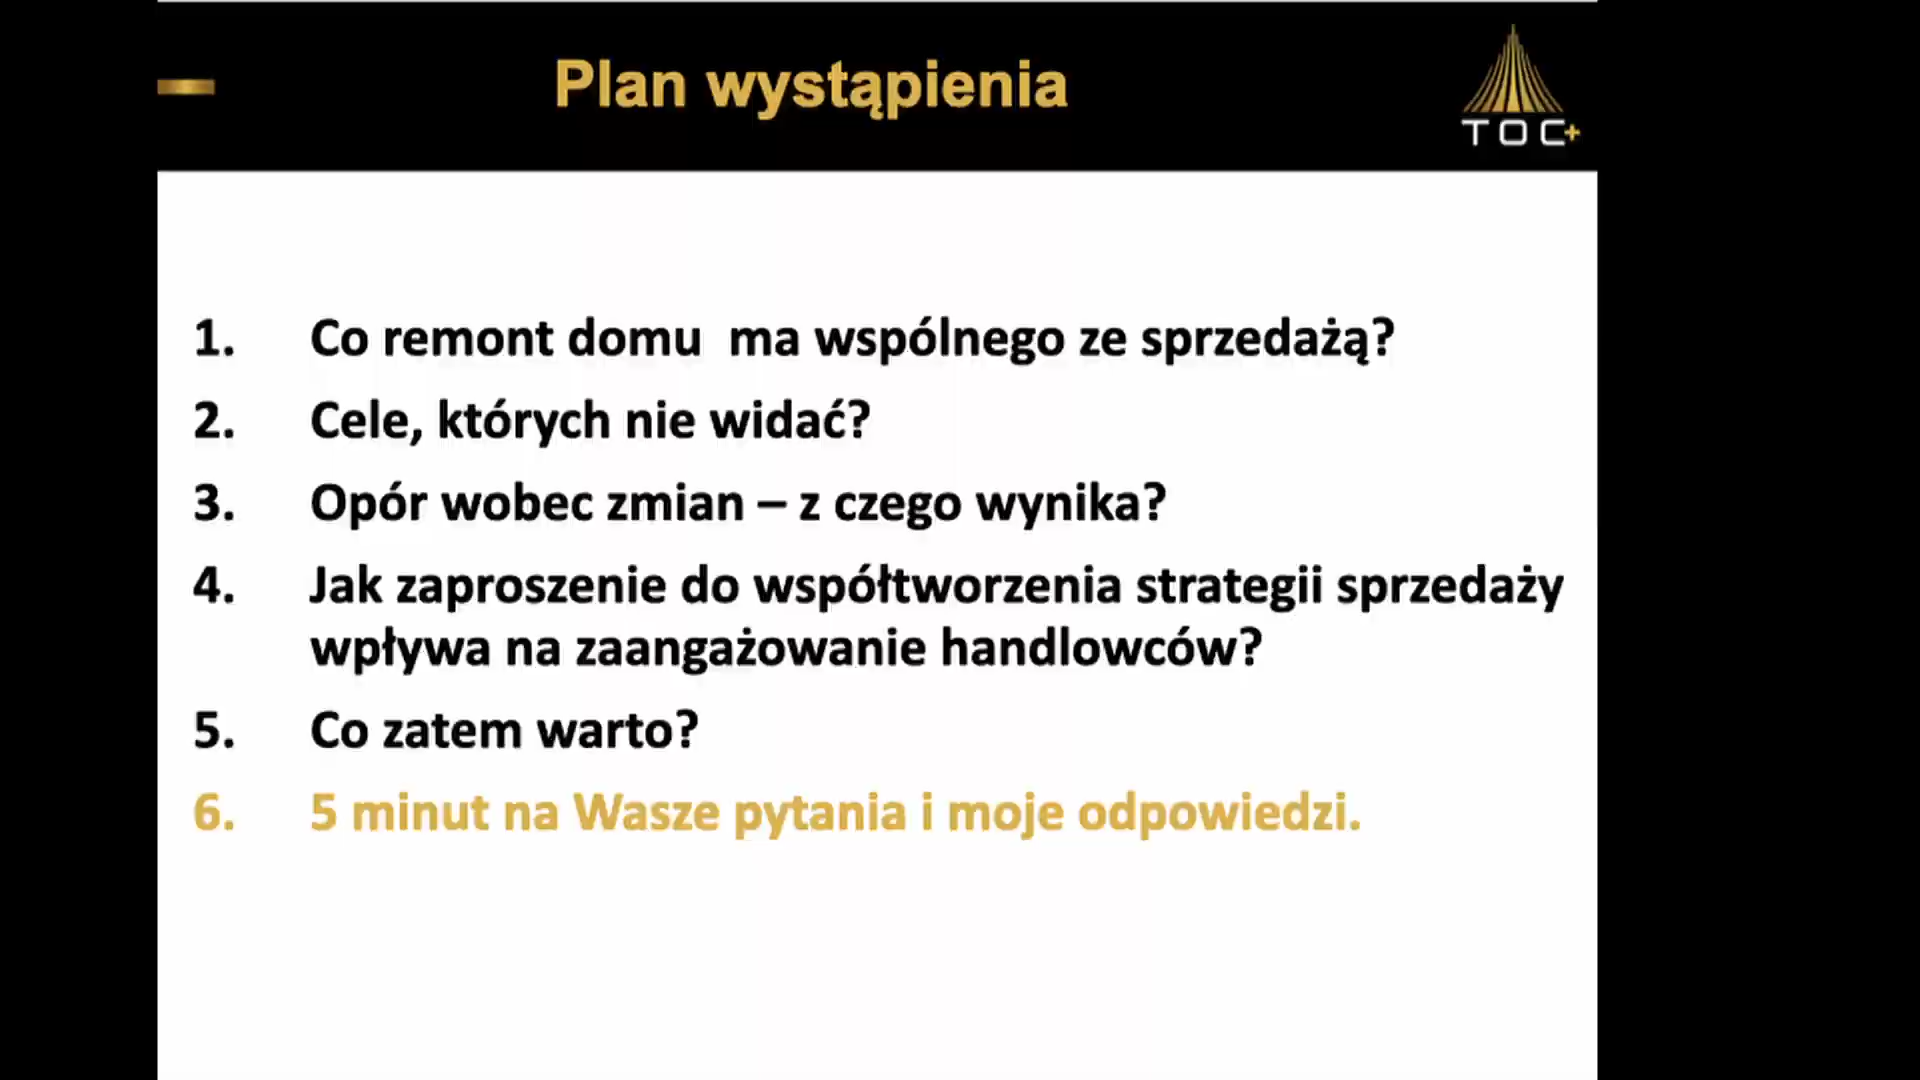 Plan wystąpienia
TOC+
1. Co remont domu ma wspólnego ze sprzedażą?
2. Cele, których nie widać?
3. Opór wobec zmian – z czego wynika?
4. Jak zaproszenie do współtworzenia strategii sprzedaży
wpływa na zaangażowanie handlowców?
5. Co zatem warto?
6. 5 minut na Wasze pytania i moje odpowiedzi.